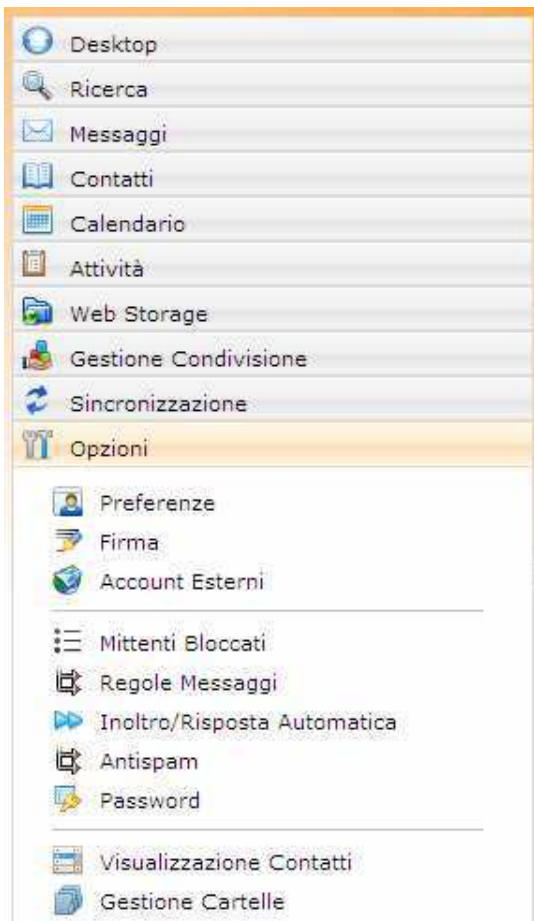 Desktop
Ricerca
Messaggi
Contatti
Calendario
Attività
Web Storage
Gestione Condivisione
Sincronizzazione
Opzioni
Preferenze
Firma
Account Esterni
Mittenti Bloccati
Regole Messaggi
Inoltro/Risposta Automatica
Antispam
Password
Visualizzazione Contatti
Gestione Cartelle